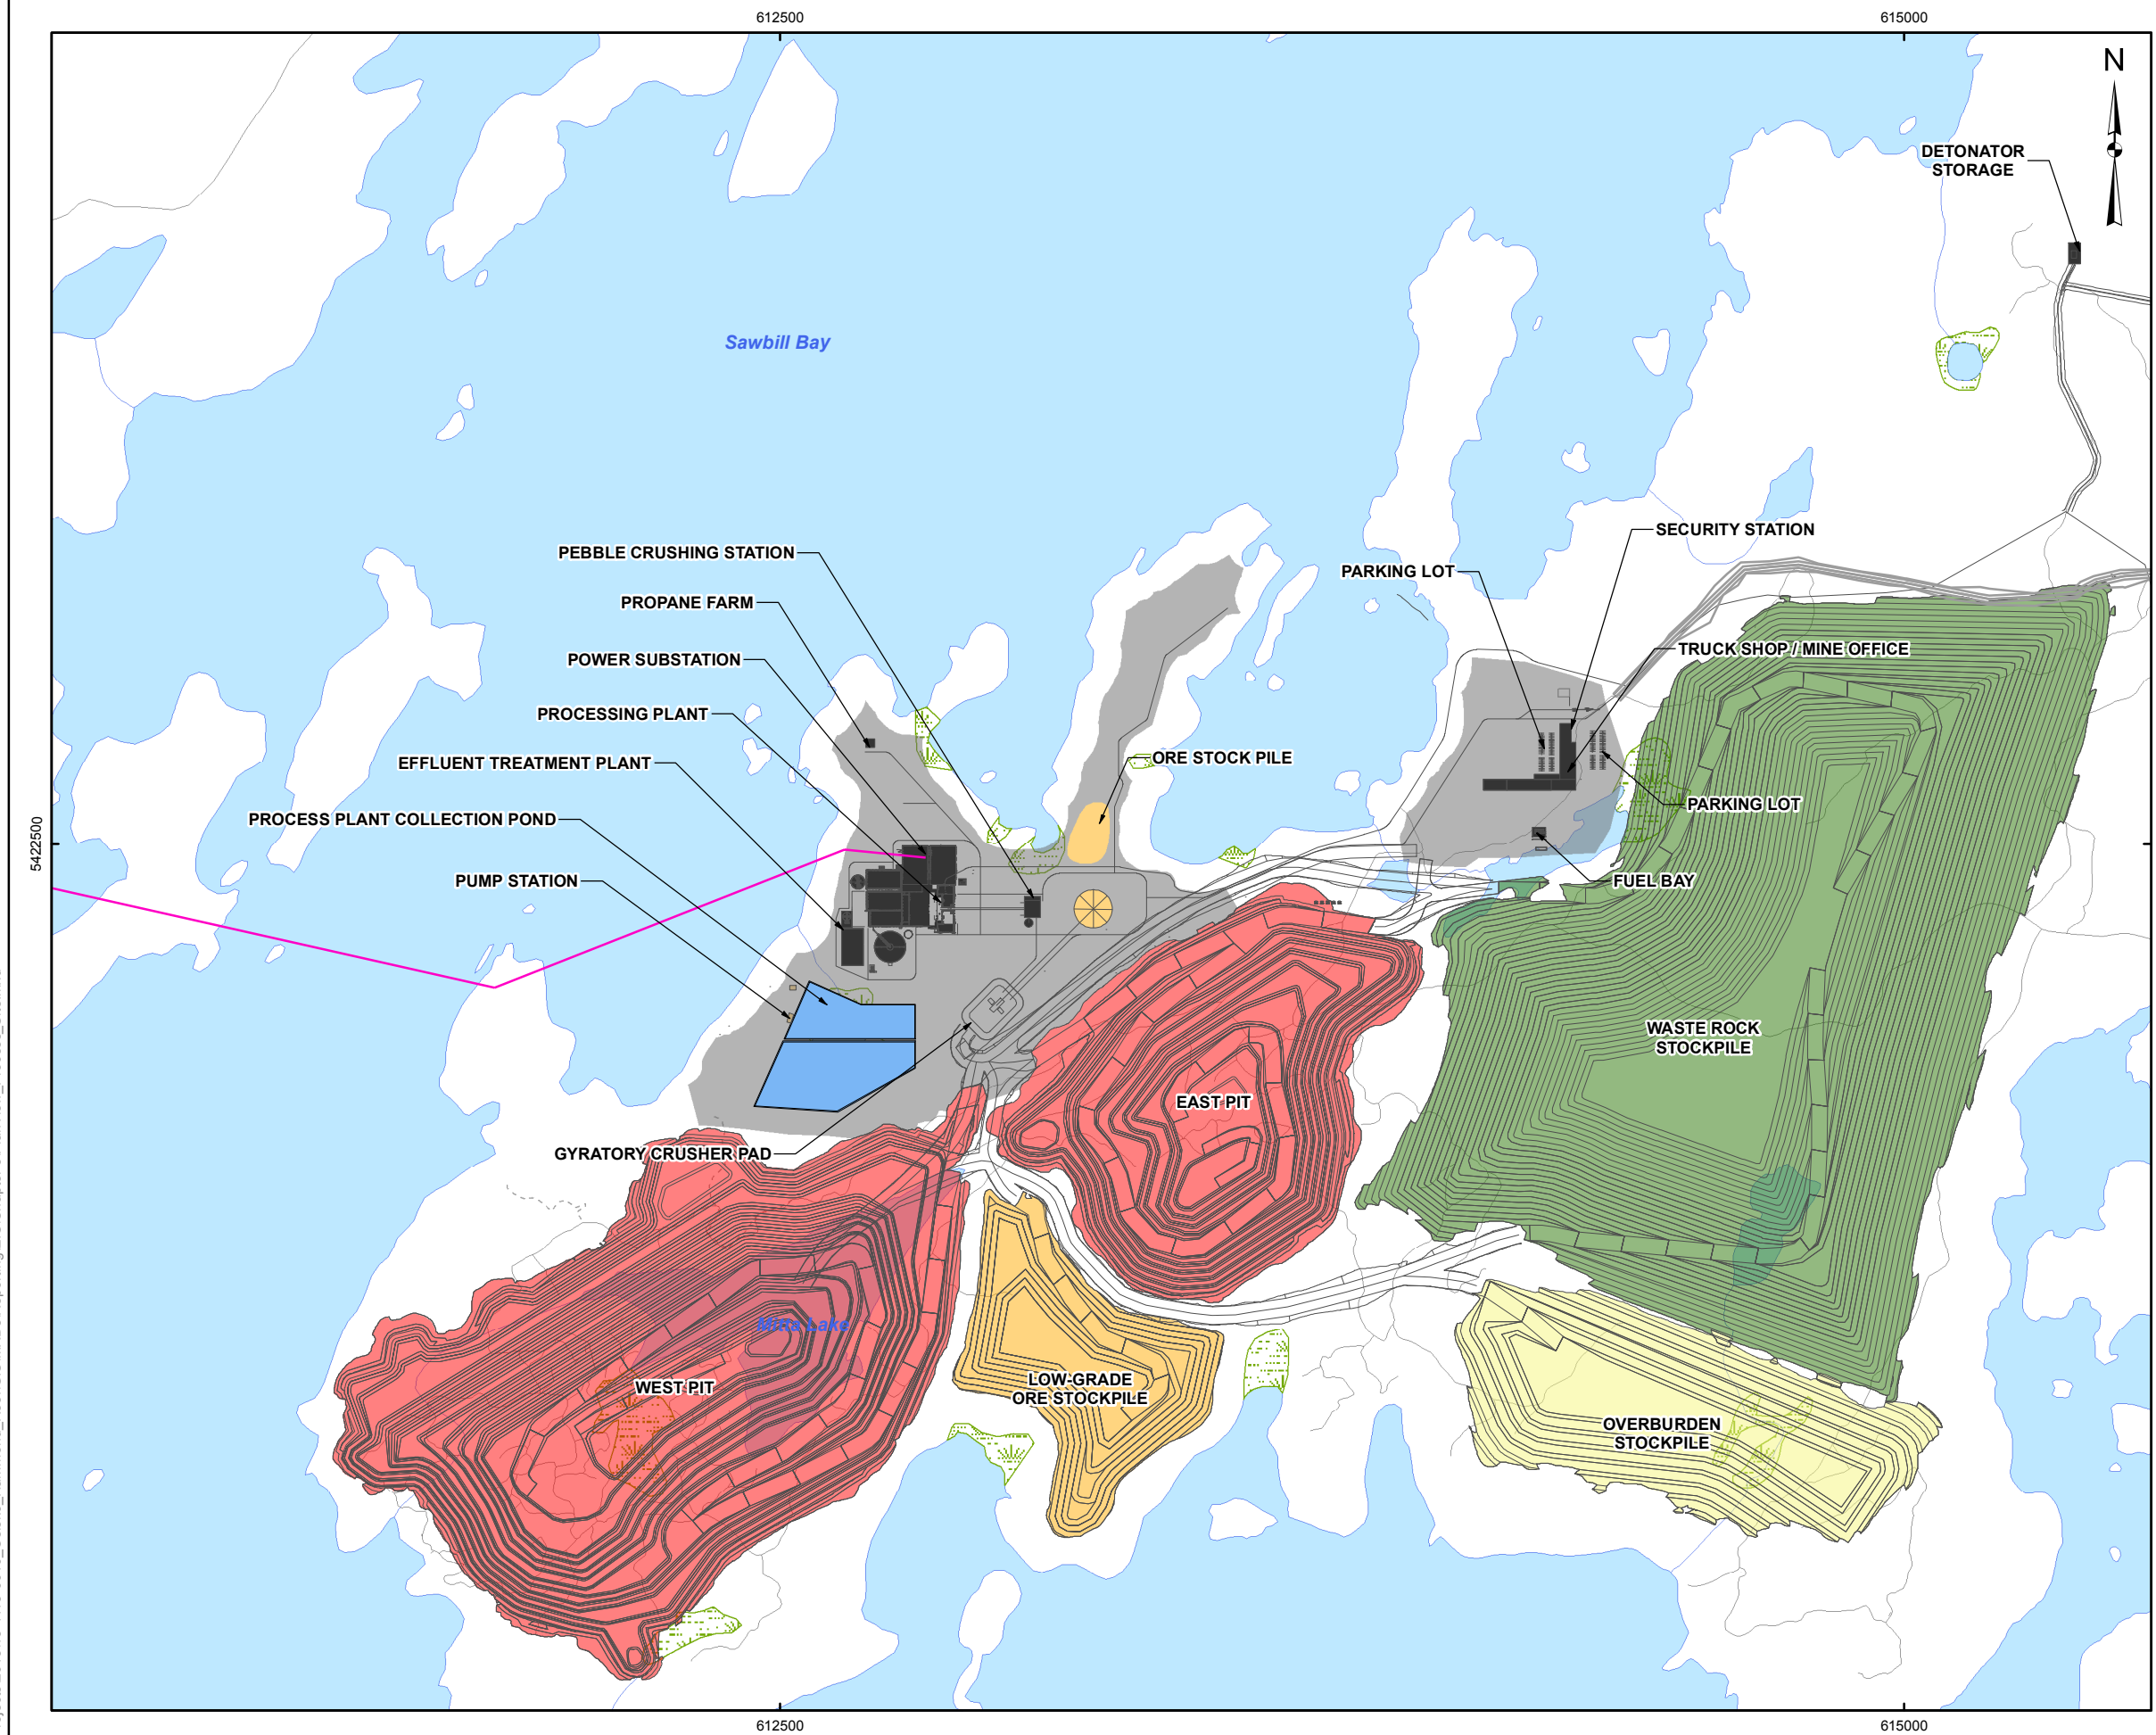 612500
615000
N
DETONATOR
STORAGE
Sawbill Bay
SECURITY STATION
PEBBLE CRUSHING STATION
PARKING LOT
PROPANE FARM
TRUCK SHOP / MINE OFFICE
POWER SUBSTATION
PROCESSING PLANT
ORE STOCK PILE
EFFLUENT TREATMENT PLANT
PARKING LOT
PROCESS PLANT COLLECTION POND
5422500
PUMP STATION
FUEL BAY
WASTE ROCK
STOCKPILE
EAST PIT
GYRATORY CRUSHER PAD
Mitta Lake
WEST PIT
LOW-GRADE
ORE STOCKPILE
OVERBURDEN
STOCKPILE
612500
615000